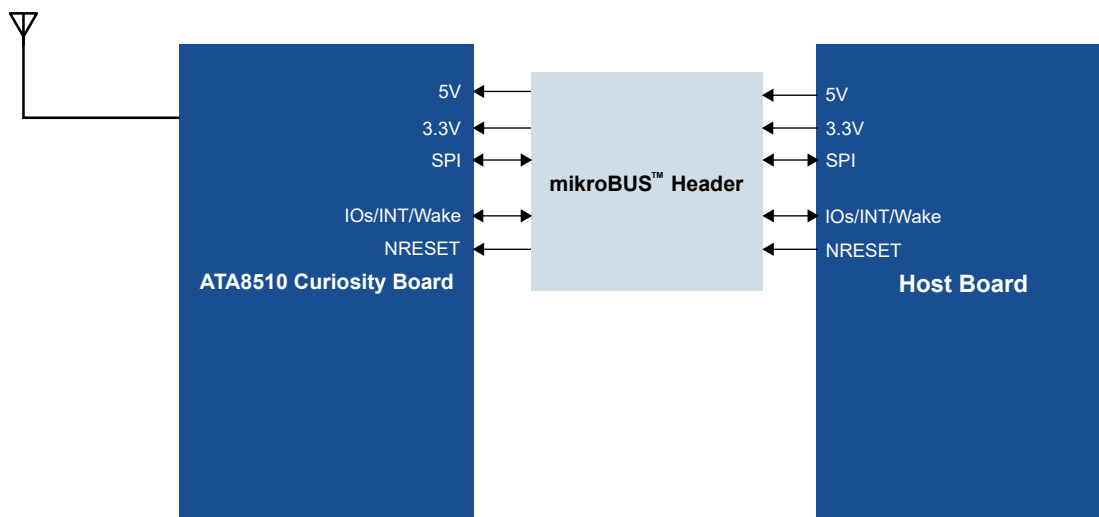 5V
3.3V
SPI
IOs/INT/Wake
NRESET
ATA8510 Curiosity Board
mikroBUS™ Header
5V
3.3V
SPI
IOs/INT/Wake
NRESET
Host Board